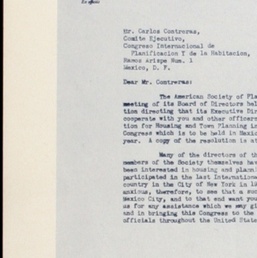 Mr. Carlos Contreras,
Comite Ejecutivo,
Congreso Internacional de
Planificacion Y de la Habitacion,
Ramos Arispe Num. 1
Mexico, D. F.
Dear Mr. Contreras:
The American Society of Pla
meeting of its Board of Directors hel
tion directing that its Executive Dire
cooperate with you and other officers
tion for Housing and Town Planning i
Congress which is to be held in Mexic
year. A copy of the resolution is at
Many of the directors of th
members of the Society themselves hav
been interested in housing and planni
participated in the last Internationa
country in the City of New York in 19
anxious, therefore, to see that a suc
Mexico City, and to that end want you
us for any assistance which we may gi
and in bringing this Congress to the
officials throughout the United State